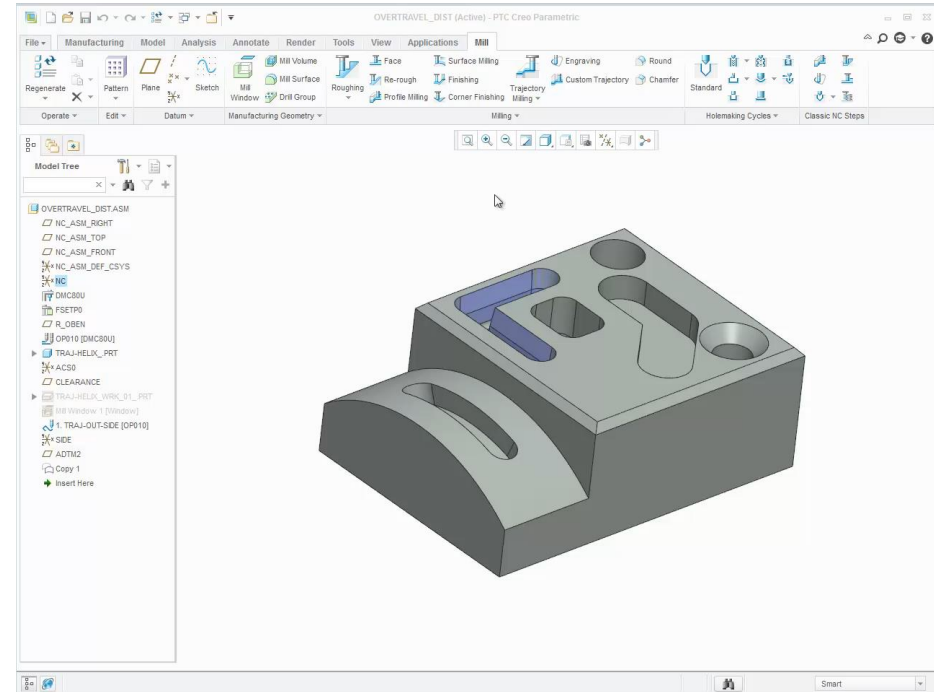 OVERTRAVEL_DIST (Active) - PTC Creo Parametric
File Manufacturing Model Analysis Annotate Render Tools View Applications Mill
Regenerate
Pattern
Plane
Sketch
Mill Window
Mill Volume
Mill Surface
Drill Group
Roughing
Face
Re-rough
Profile Milling
Surface Milling
Finishing
Corner Finishing
Trajectory Milling
Engraving
Custom Trajectory
Round
Chamfer
Standard
Operate Edit Datum Manufacturing Geometry Milling Holemaking Cycles Classic NC Steps
Model Tree
OVERTRAVEL_DIST.ASM
NC_ASM_RIGHT
NC_ASM_TOP
NC_ASM_FRONT
NC_ASM_DEF_CSYS
NC
DMC80U
FSETP0
R_OBEN
OP010 [DMC80U]
TRAJ-HELIX_PRT
ACS0
CLEARANCE
TRAJ-HELIX_WRK_01_PRT
Mill Window 1 [Window]
1. TRAJ-OUT-SIDE [OP010]
SIDE
ADTM2
Copy 1
Insert Here
Smart